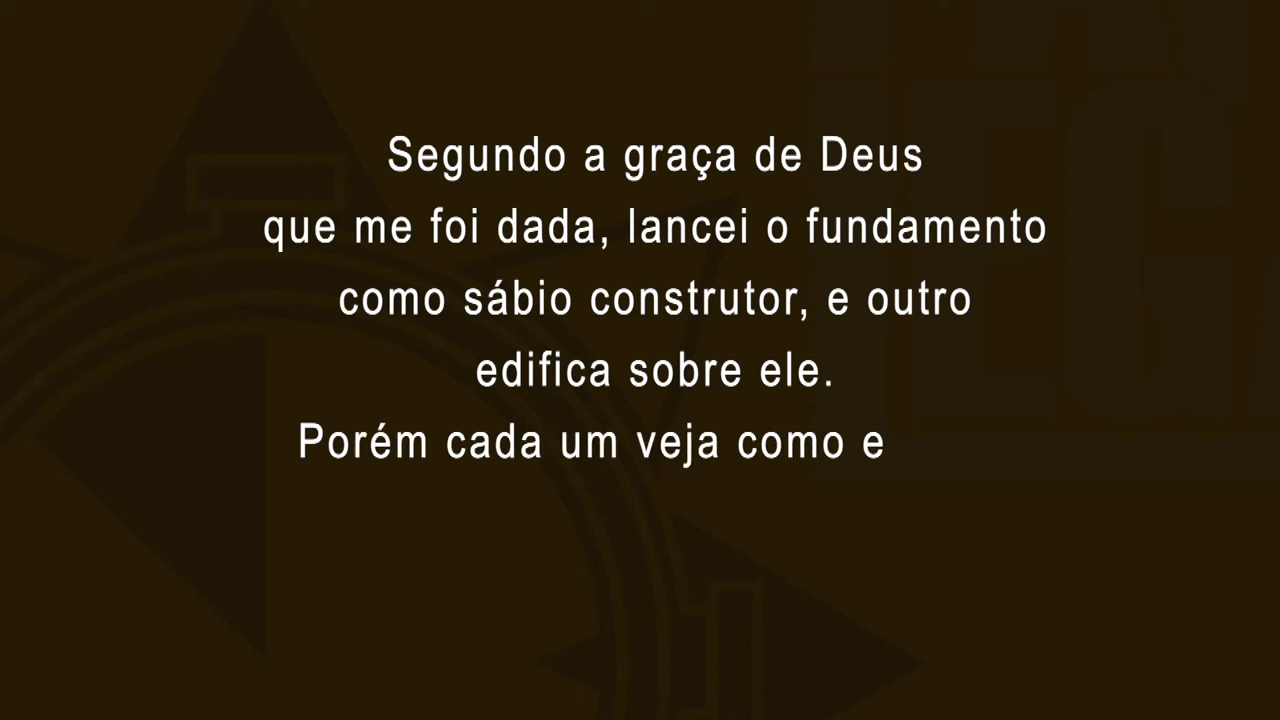 Segundo a graça de Deus
que me foi dada, lancei o fundamento
como sábio construtor, e outro
edifica sobre ele.
Porém cada um veja como e